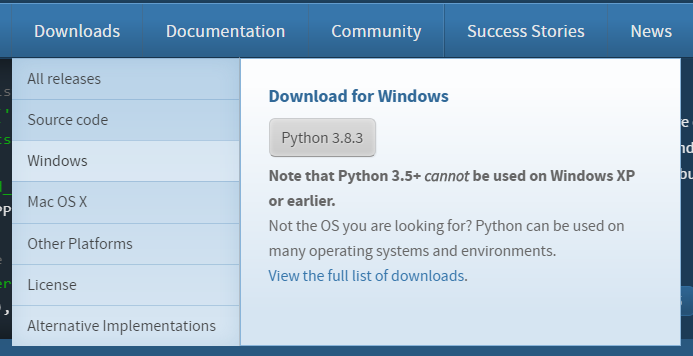 Downloads Documentation Community Success Stories News
All releases
Source code
Windows
Mac OS X
Other Platforms
License
Alternative Implementations
Download for Windows
Python 3.8.3
Note that Python 3.5+ cannot be used on Windows XP
or earlier.
Not the OS you are looking for? Python can be used on
many operating systems and environments.
View the full list of downloads.